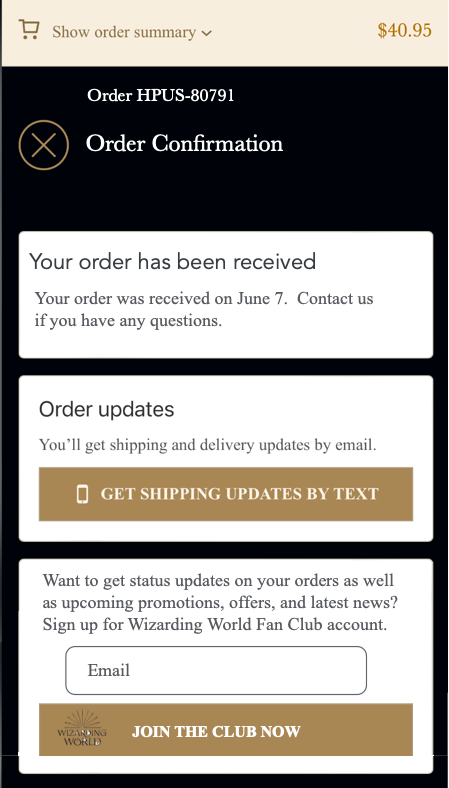 Show order summary
$40.95
Order HPUS-80791
Order Confirmation
Your order has been received
Your order was received on June 7. Contact us
if you have any questions.
Order updates
You’ll get shipping and delivery updates by email.
GET SHIPPING UPDATES BY TEXT
Want to get status updates on your orders as well
as upcoming promotions, offers, and latest news?
Sign up for Wizarding World Fan Club account.
Email
WIZARDING
WORLD
JOIN THE CLUB NOW